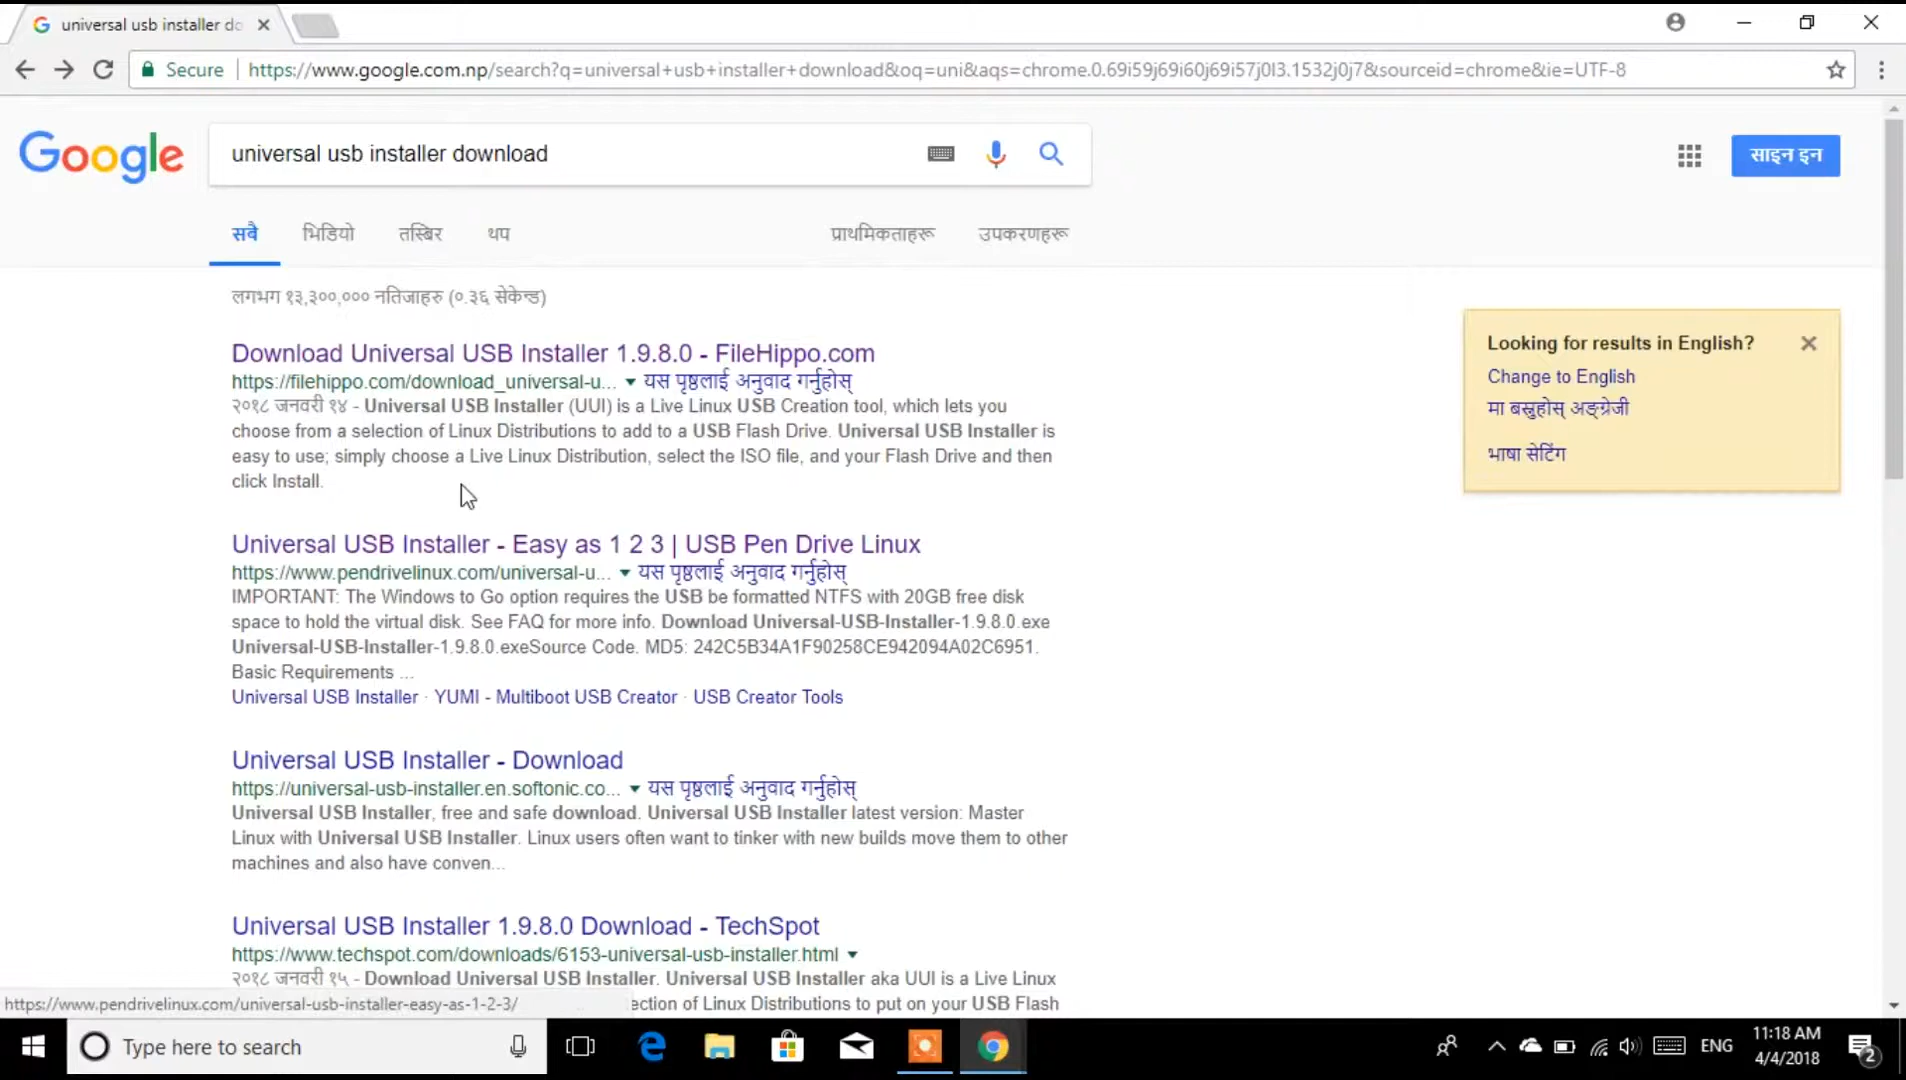 universal usb installer do
Secure
https://www.google.com.np/search?q=universal+usb+installer+download&oq=uni&aqs=chrome.0.69i59j69i60j69i57j0l3.1532j0j7&sourceid=chrome&ie=UTF-8
Google
universal usb installer download
साइन इन
सबै भिडियो तस्बिर थप प्राथमिकताहरू उपकरणहरू
लगभग १३,३००,००० नतिजाहरु (०.३६ सेकेन्ड)
Download Universal USB Installer 1.9.8.0 - FileHippo.com
https://filehippo.com/download_universal-u... यस पृष्ठलाई अनुवाद गर्नुहोस्
२०१८ जनवरी १४ - Universal USB Installer (UUI) is a Live Linux USB Creation tool, which lets you
choose from a selection of Linux Distributions to add to a USB Flash Drive. Universal USB Installer is
easy to use; simply choose a Live Linux Distribution, select the ISO file, and your Flash Drive and then
click Install.
Looking for results in English?
Change to English
मा बस्नुहोस् अङ्ग्रेजी
भाषा सेटिंग
Universal USB Installer - Easy as 1 2 3 | USB Pen Drive Linux
https://www.pendrivelinux.com/universal-u... यस पृष्ठलाई अनुवाद गर्नुहोस्
IMPORTANT: The Windows to Go option requires the USB be formatted NTFS with 20GB free disk
space to hold the virtual disk. See FAQ for more info. Download Universal-USB-Installer-1.9.8.0.exe
Universal-USB-Installer-1.9.8.0.exeSource Code. MD5: 242C5B34A1F90258CE942094A02C6951.
Basic Requirements ...
Universal USB Installer · YUMI - Multiboot USB Creator · USB Creator Tools
Universal USB Installer - Download
https://universal-usb-installer.en.softonic.co... यस पृष्ठलाई अनुवाद गर्नुहोस्
Universal USB Installer, free and safe download. Universal USB Installer latest version: Master
Linux with Universal USB Installer. Linux users often want to tinker with new builds move them to other
machines and also have conven...
Universal USB Installer 1.9.8.0 Download - TechSpot
https://www.techspot.com/downloads/6153-universal-usb-installer.html
२०१८ जनवरी १५ - Download Universal USB Installer. Universal USB Installer aka UUI is a Live Linux
ection of Linux Distributions to put on your USB Flash
https://www.pendrivelinux.com/universal-usb-installer-easy-as-1-2-3/
Type here to search
ENG
11:18 AM
4/4/2018
2